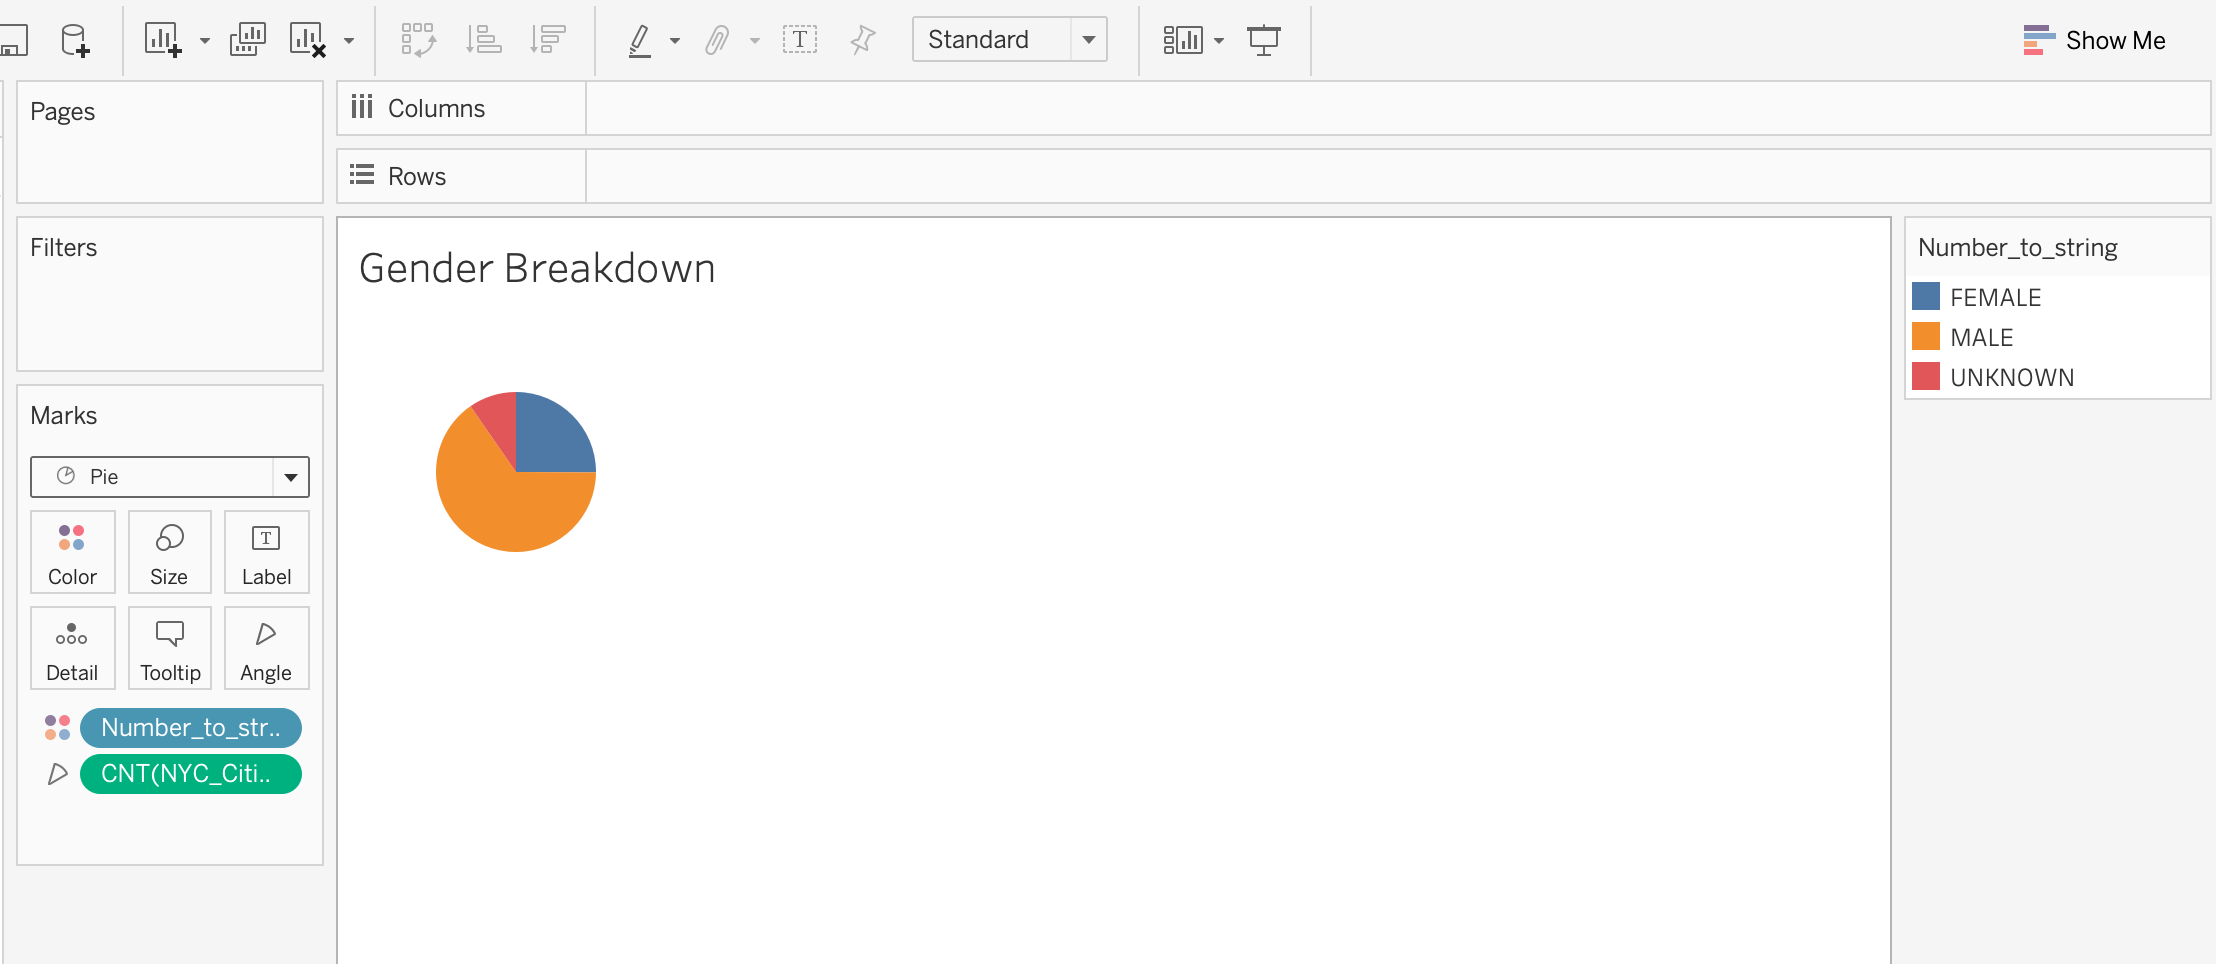 Standard
Show Me
Pages
Columns
Rows
Filters
Gender Breakdown
Number_to_string
FEMALE
MALE
UNKNOWN
Marks
Pie
Color
Size
T
Label
Detail
Tooltip
Angle
Number_to_str..
CNT(NYC_Citi..